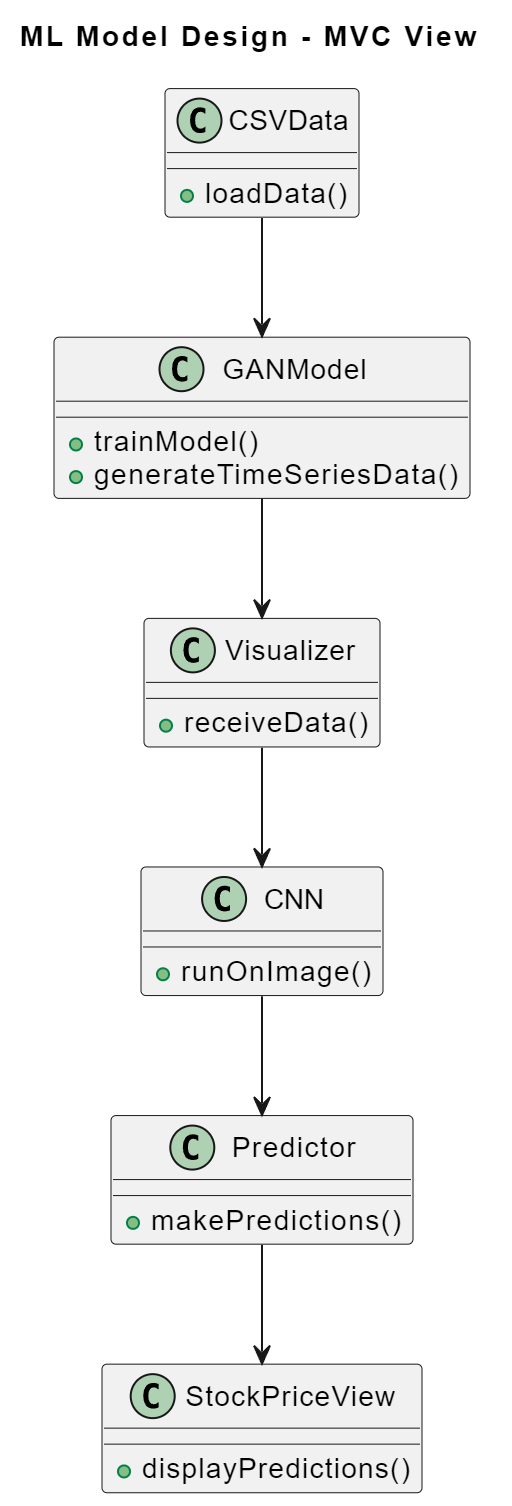 ML Model Design - MVC View
C CSVData
loadData()
C GANModel
trainModel()
generateTimeSeriesData()
C Visualizer
receiveData()
C CNN
runOnImage()
C Predictor
makePredictions()
C StockPriceView
displayPredictions()